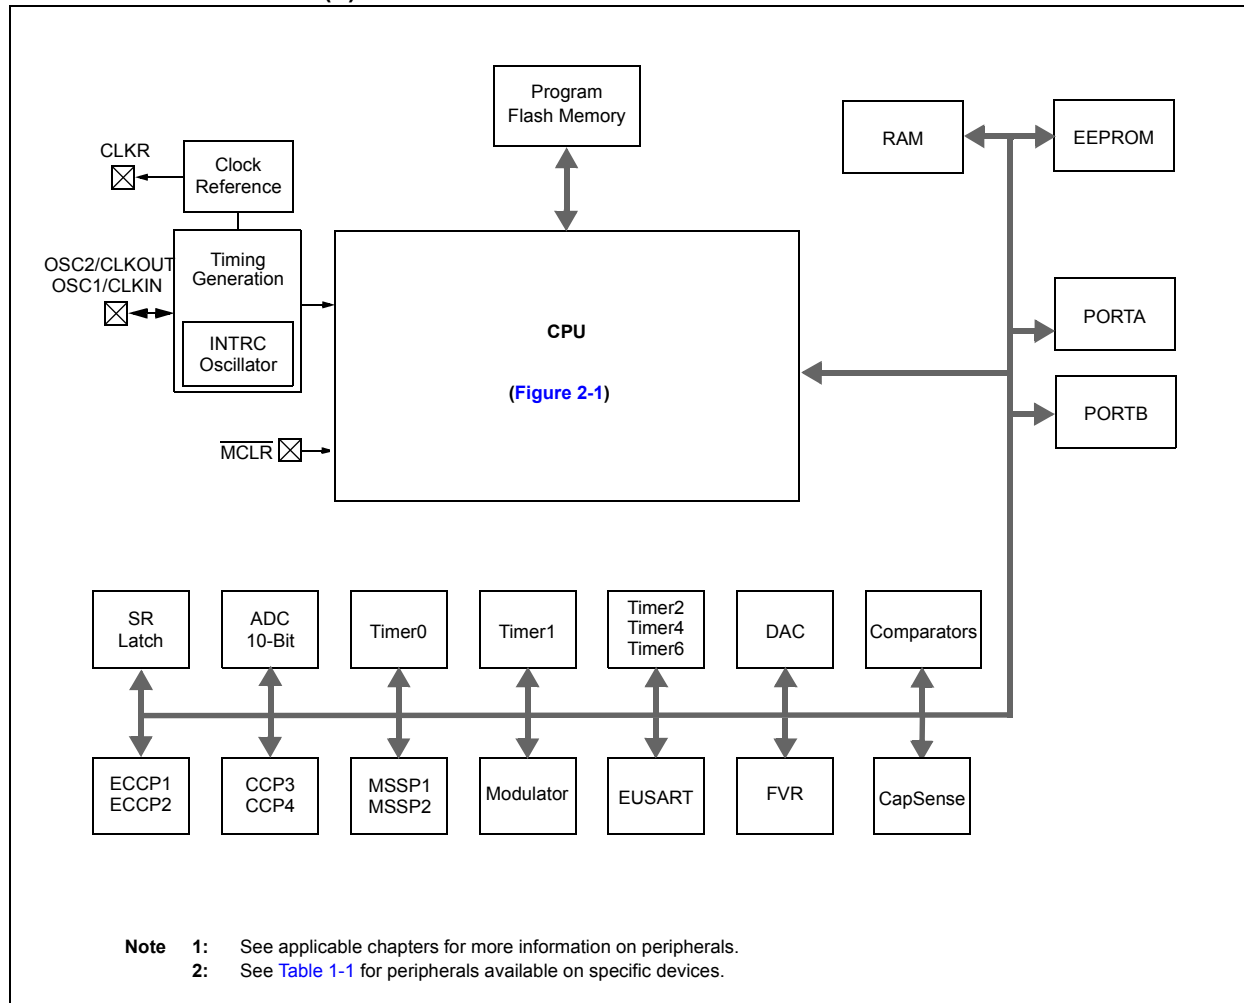 Program
Flash Memory
RAM
EEPROM
CLKR
Clock
Reference
OSC2/CLKOUT
OSC1/CLKIN
Timing
Generation
INTRC
Oscillator
CPU
(Figure 2-1)
PORTA
PORTB
MCLR
SR
Latch
ADC
10-Bit
Timer0
Timer1
Timer2
Timer4
Timer6
DAC
Comparators
ECCP1
ECCP2
CCP3
CCP4
MSSP1
MSSP2
Modulator
EUSART
FVR
CapSense
Note 1: See applicable chapters for more information on peripherals.
2: See Table 1-1 for peripherals available on specific devices.